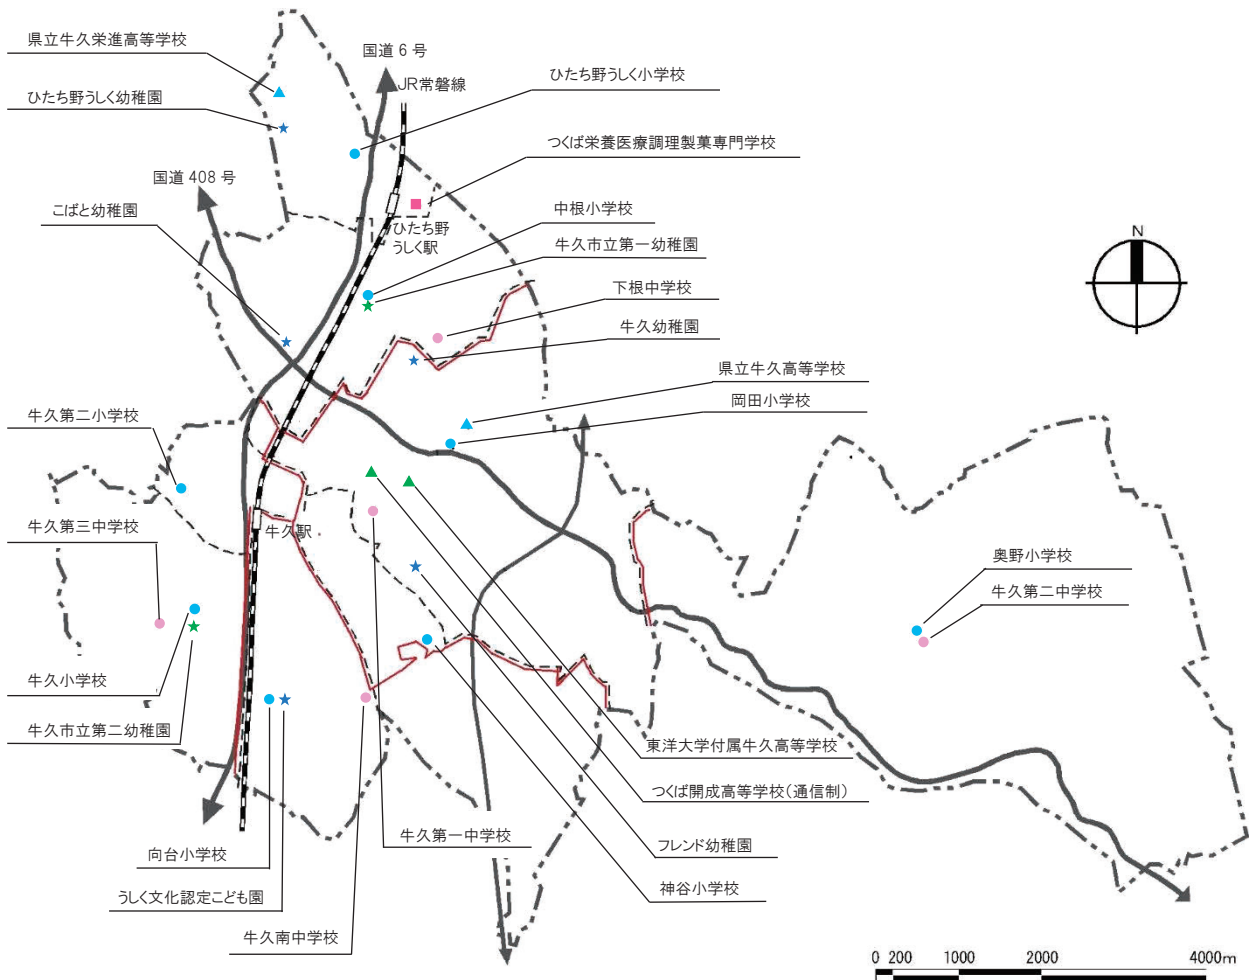 県立牛久栄進高等学校
国道6号
ひたち野うしく小学校
JR常磐線
ひたち野うしく幼稚園
つくば栄養医療調理製菓専門学校
国道408号
こばと幼稚園
中根小学校
ひたち野
うしく駅
牛久市立第一幼稚園
N
下根中学校
牛久幼稚園
県立牛久高等学校
岡田小学校
牛久第二小学校
牛久第三中学校
牛久駅
奥野小学校
牛久第二中学校
牛久小学校
牛久市立第二幼稚園
東洋大学付属牛久高等学校
つくば開成高等学校(通信制)
牛久第一中学校
フレンド幼稚園
向台小学校
神谷小学校
うしく文化認定こども園
牛久南中学校
0 200 1000 2000 4000m